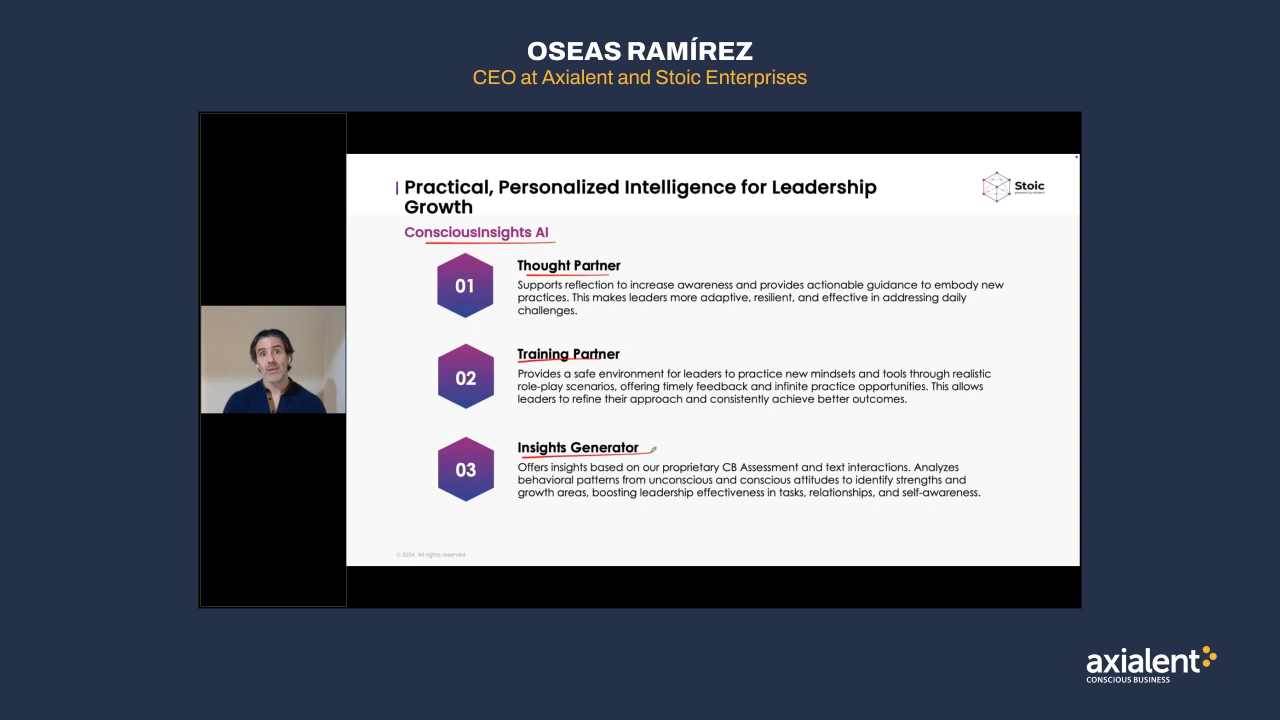 OSEAS RAMÍREZ
CEO at Axialent and Stoic Enterprises
Practical, Personalized Intelligence for Leadership
Growth
Stoic
ConsciousInsights AI
01
Thought Partner
Supports reflection to increase awareness and provides actionable guidance to embody new
practices. This makes leaders more adaptive, resilient, and effective in addressing daily
challenges.
02
Training Partner
Provides a safe environment for leaders to practice new mindsets and tools through realistic
role-play scenarios, offering timely feedback and infinite practice opportunities. This allows
leaders to refine their approach and consistently achieve better outcomes.
03
Insights Generator
Offers insights based on our proprietary CB Assessment and text interactions. Analyzes
behavioral patterns from unconscious and conscious attitudes to identify strengths and
growth areas, boosting leadership effectiveness in tasks, relationships, and self-awareness.
© 2024 All rights reserved
axialent
CONSCIOUS BUSINESS